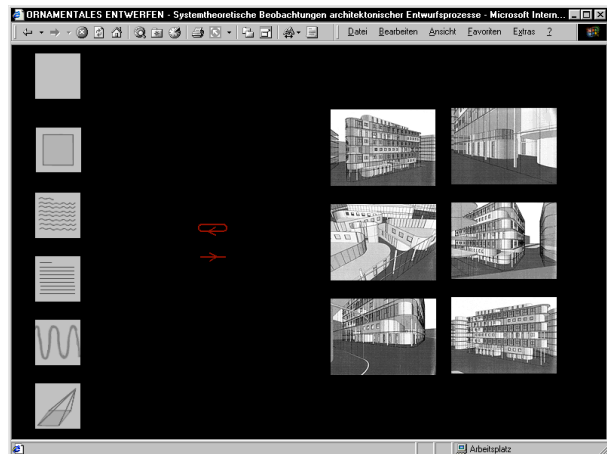 ORNAMENTALES ENTWERFEN - Systemtheoretische Beobachtungen architektonischer Entwurfsprozesse - Microsoft Intern...
Datei Bearbeiten Ansicht Favoriten Extras ?
Arbeitsplatz